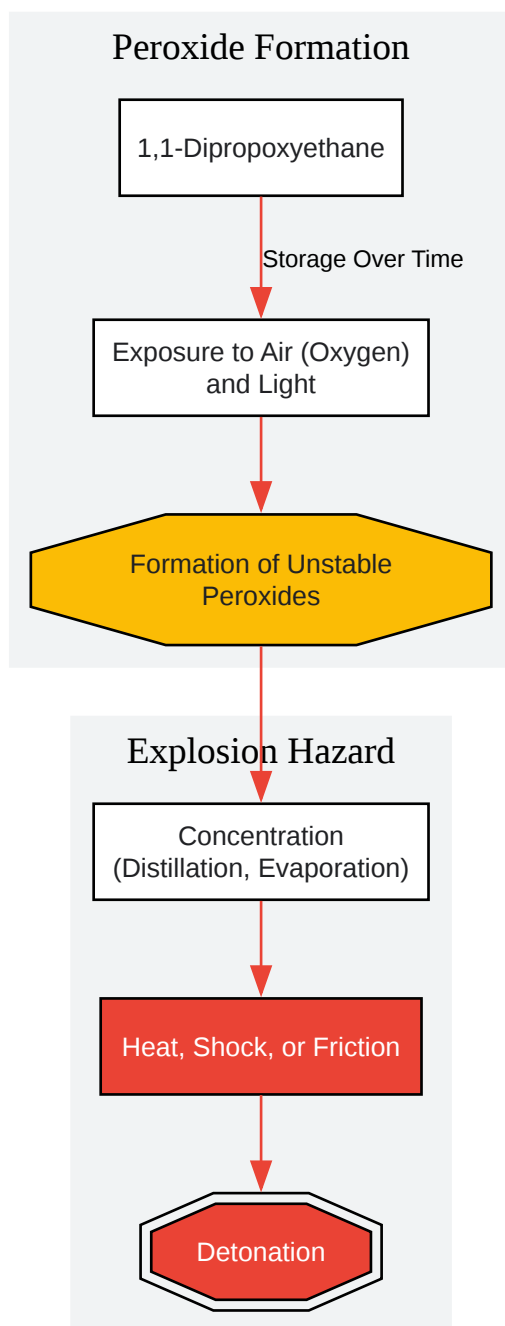 Peroxide Formation
1,1-Dipropoxyethane
Storage Over Time
Exposure to Air (Oxygen)
and Light
Formation of Unstable
Peroxides
Explosion Hazard
Concentration
(Distillation, Evaporation)
Heat, Shock, or Friction
Detonation